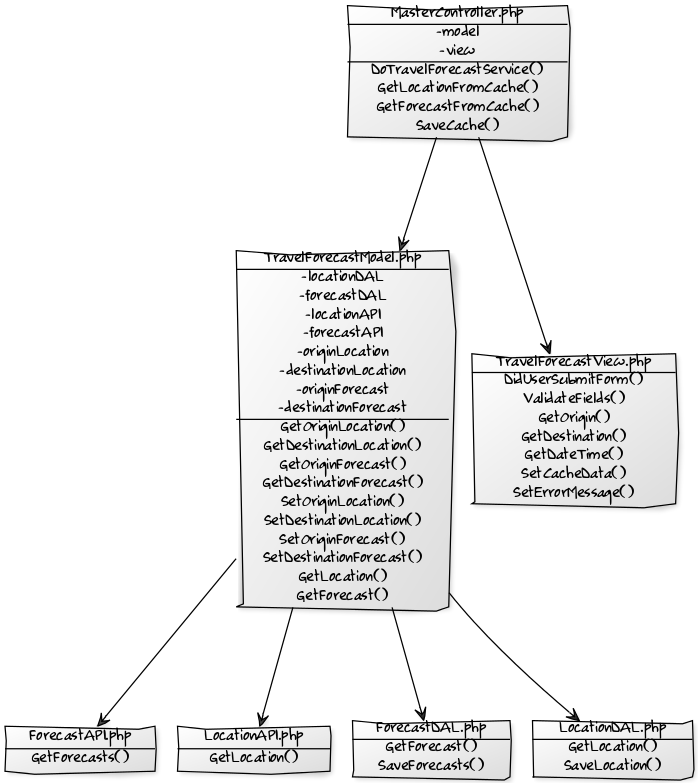 MasterController.php
-model
-view
DoTravelForecastService()
GetLocationFromCache()
GetForecastFromCache()
SaveCache()
TravelForecastModel.php
-locationDAL
-forecastDAL
-locationAPI
-forecastAPI
-originLocation
-destinationLocation
-originForecast
-destinationForecast
GetOriginLocation()
GetDestinationLocation()
GetOriginForecast()
GetDestinationForecast()
SetOriginLocation()
SetDestinationLocation()
SetOriginForecast()
SetDestinationForecast()
GetLocation()
GetForecast()
TravelForecastView.php
DidUserSubmitForm()
ValidateFields()
GetOrigin()
GetDestination()
GetDateTime()
SetCacheData()
SetErrorMessage()
ForecastAPI.php
GetForecasts()
LocationAPI.php
GetLocation()
ForecastDAL.php
GetForecast()
SaveForecasts()
LocationDAL.php
GetLocation()
SaveLocation()